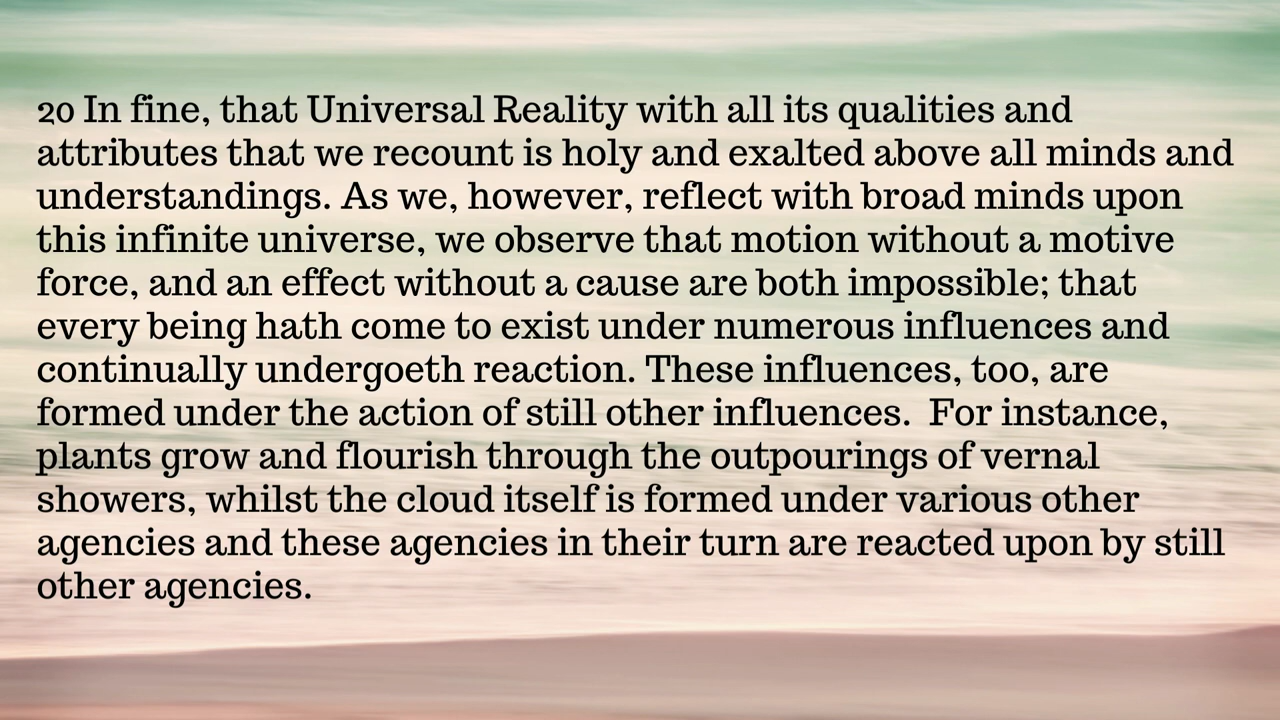 20 In fine, that Universal Reality with all its qualities and
attributes that we recount is holy and exalted above all minds and
understandings. As we, however, reflect with broad minds upon
this infinite universe, we observe that motion without a motive
force, and an effect without a cause are both impossible; that
every being hath come to exist under numerous influences and
continually undergoeth reaction. These influences, too, are
formed under the action of still other influences.  For instance,
plants grow and flourish through the outpourings of vernal
showers, whilst the cloud itself is formed under various other
agencies and these agencies in their turn are reacted upon by still
other agencies.